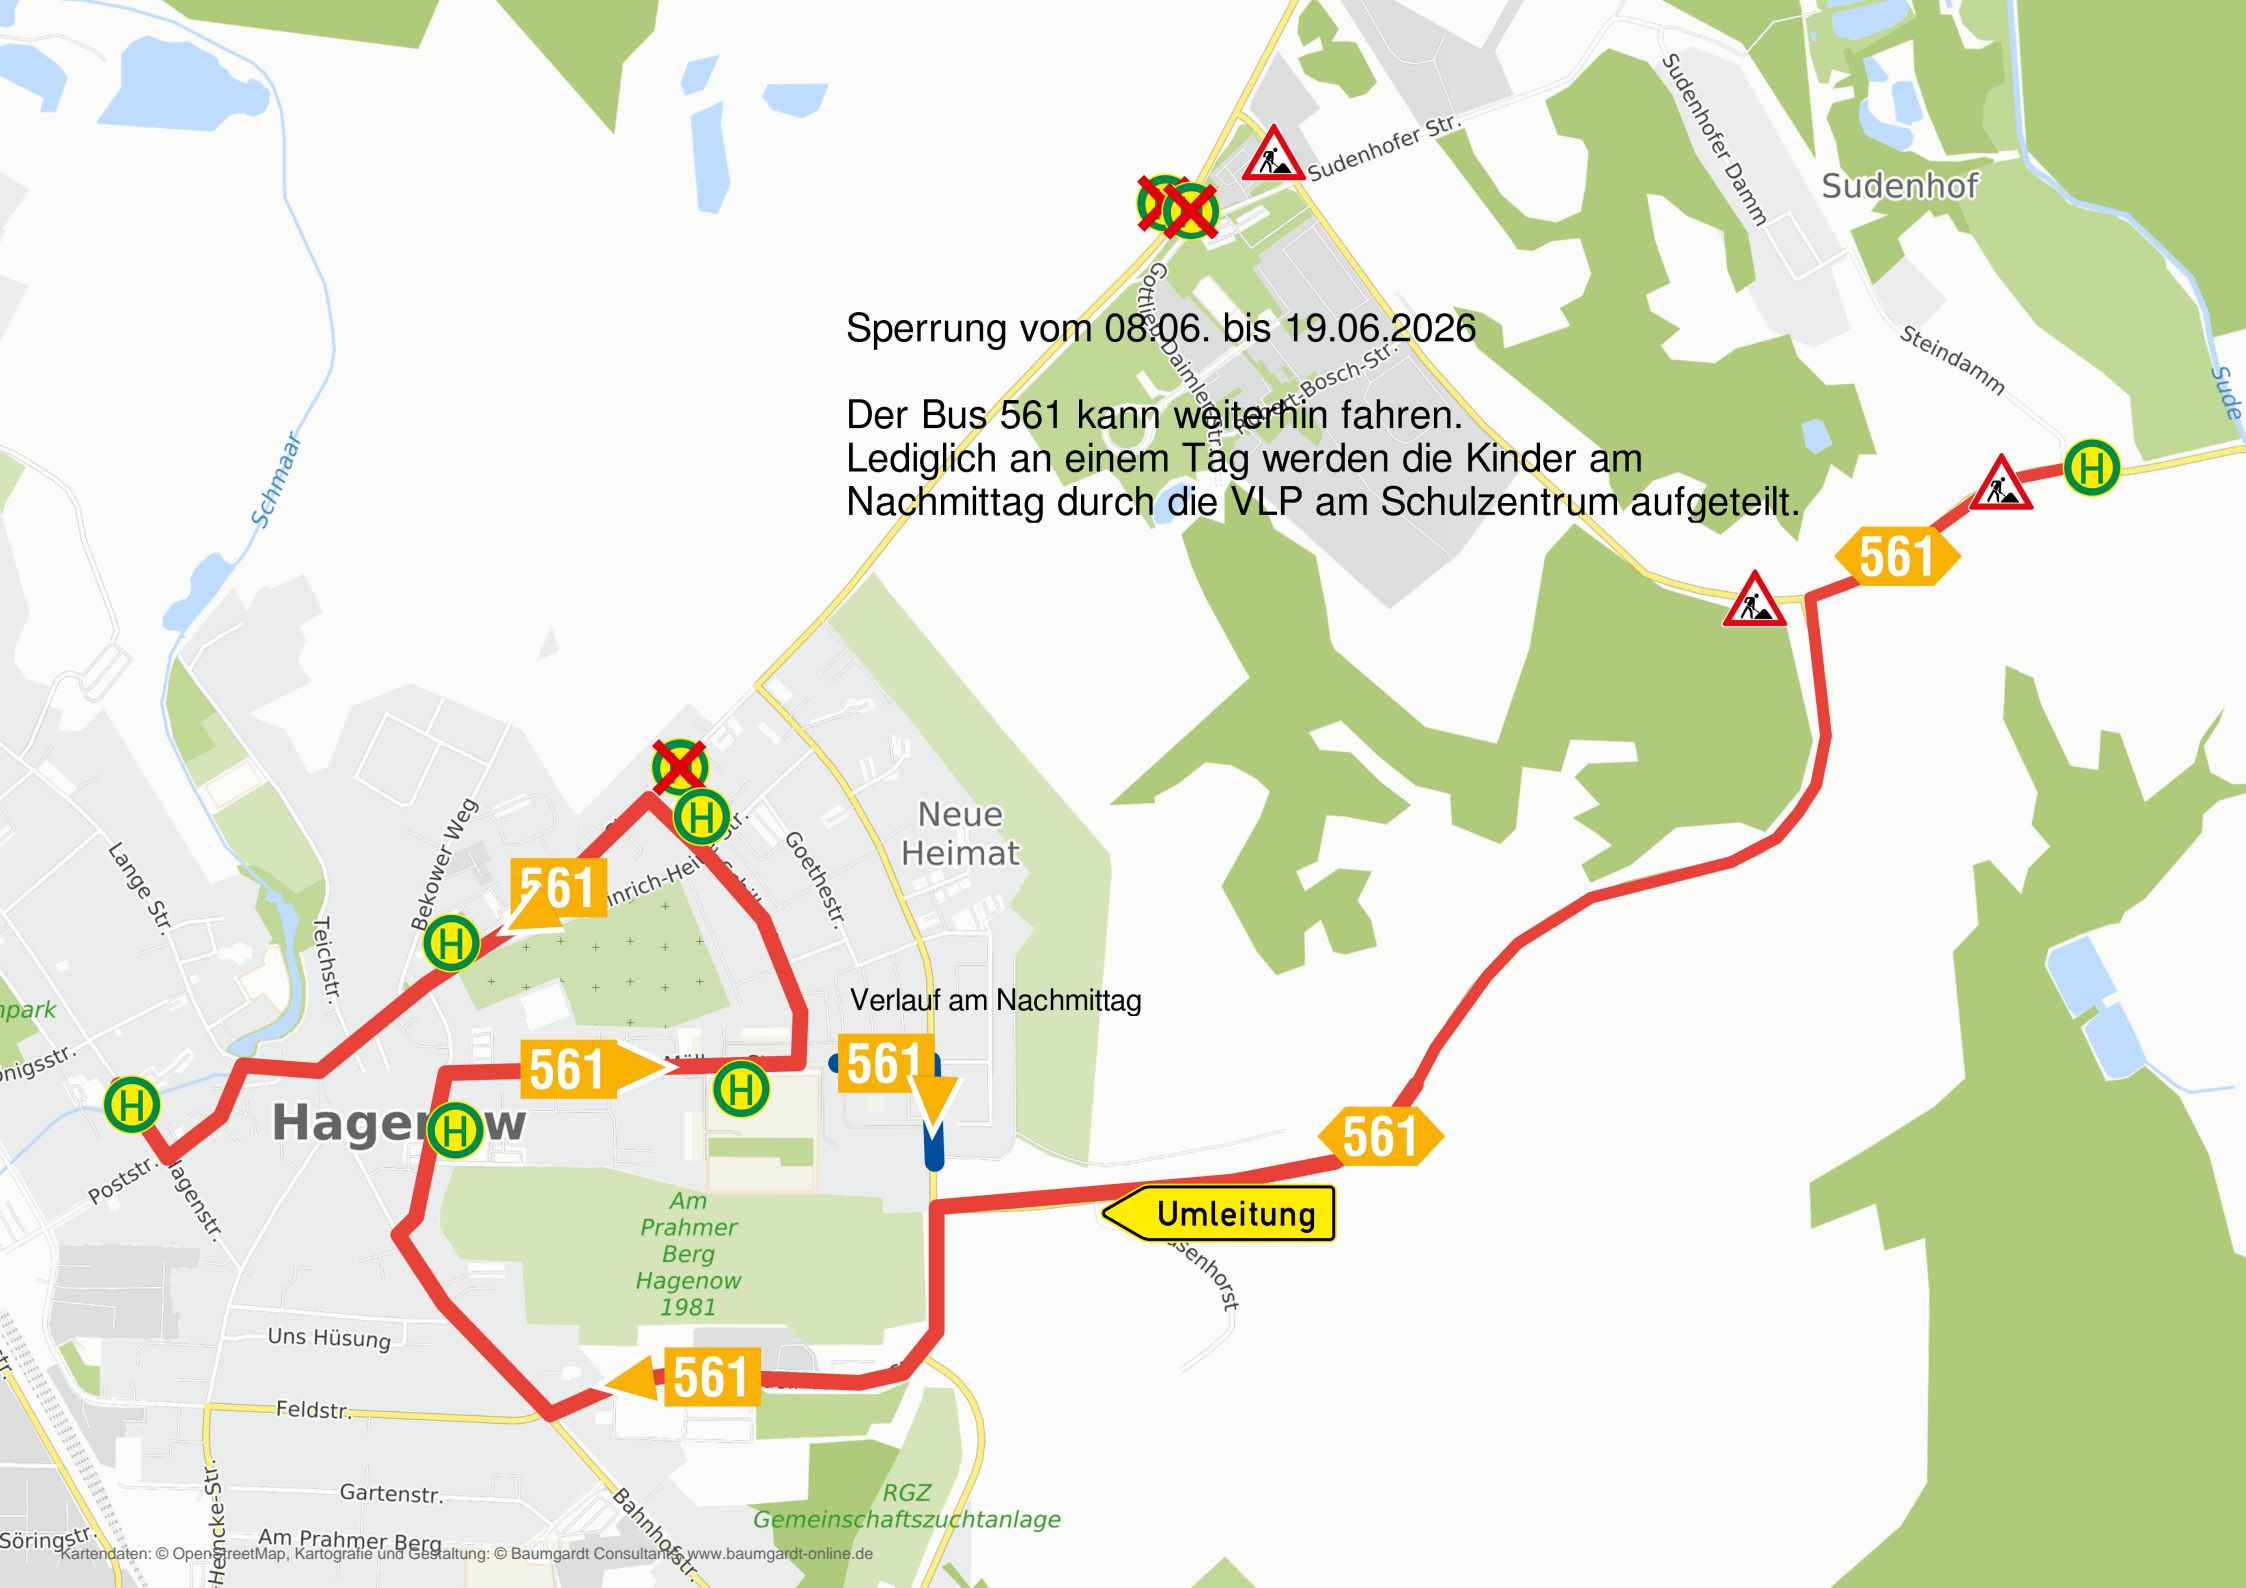 Sudenhofer Str.
Sudenhofer Damm
Sudenhof
Steindamm
Sude
Sperrung vom 08.06. bis 19.06.2026
Der Bus 561 kann weiterhin fahren.
Lediglich an einem Tag werden die Kinder am
Nachmittag durch die VLP am Schulzentrum aufgeteilt.
H
561
Schmaar
Neue
Heimat
H
Goethestr.
Bekower Weg
Lange Str.
561
H
Teichstr.
Verlauf am Nachmittag
561
561
H
H
Hagenow
H
561
Poststr.
Hagenstr.
Umleitung
Am
Prahmer
Berg
Hagenow
1981
Uns Hüsung
561
Feldstr.
Gartenstr.
RGZ
Gemeinschaftszuchtanlage
Bahnhofstr.
Söringstr.
Am Prahmer Berg
Kartendaten: © OpenStreetMap, Kartografie und Gestaltung: © Baumgardt Consultants, www.baumgardt-online.de